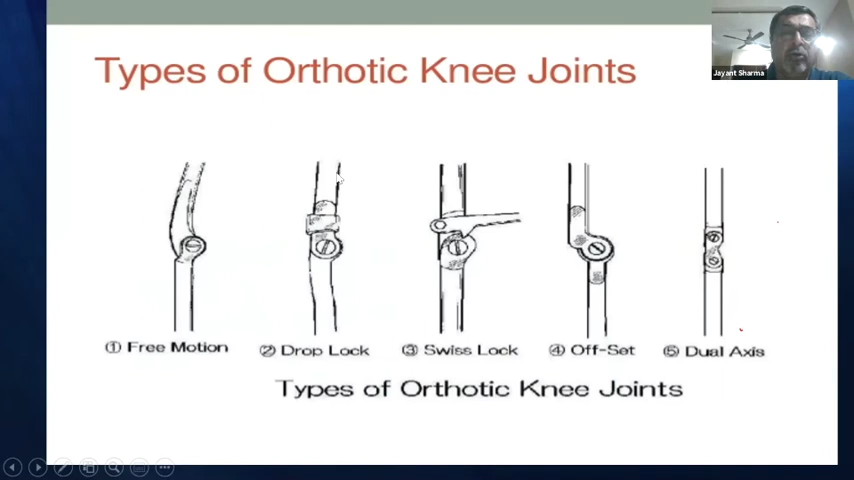 Types of Orthotic Knee Joints
Jayant Sharma
① Free Motion ② Drop Lock ③ Swiss Lock ④ Off-Set ⑤ Dual Axis
Types of Orthotic Knee Joints